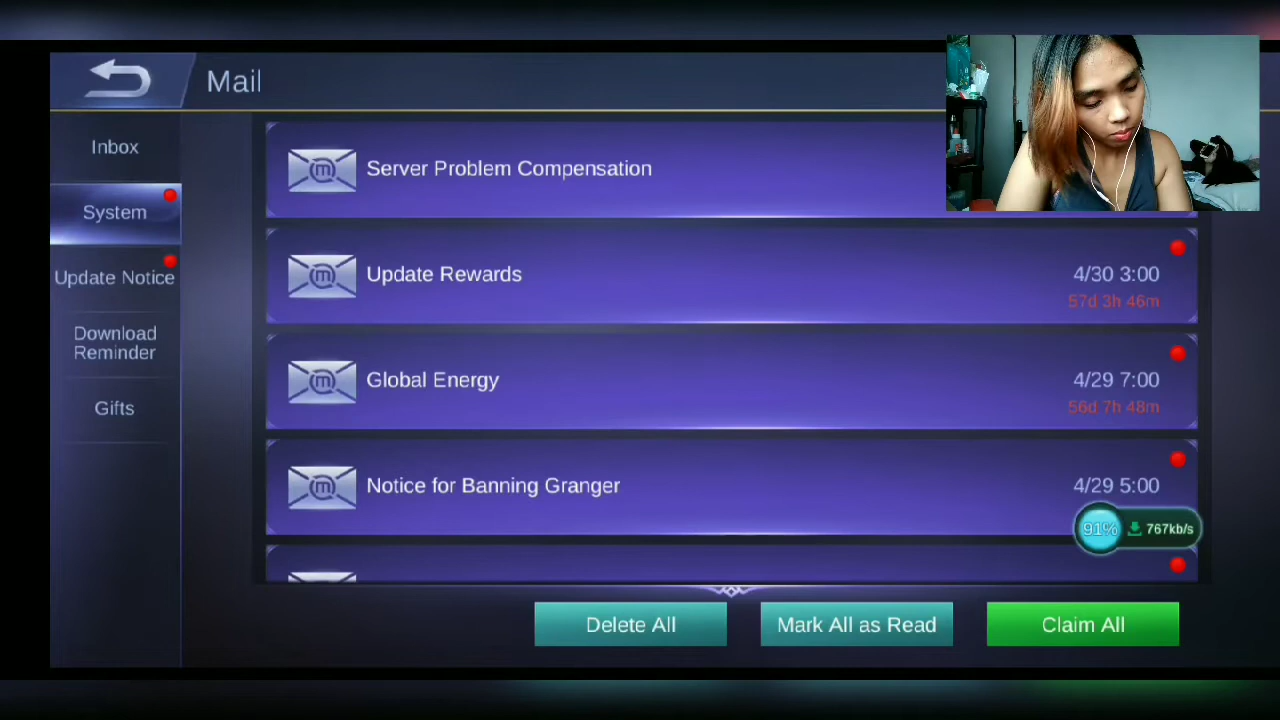 Mail
Inbox
System
Update Notice
Download
Reminder
Gifts
Server Problem Compensation
Update Rewards
4/30 3:00
57d 3h 46m
Global Energy
4/29 7:00
56d 7h 48m
Notice for Banning Granger
4/29 5:00
91%
767kb/s
Delete All
Mark All as Read
Claim All